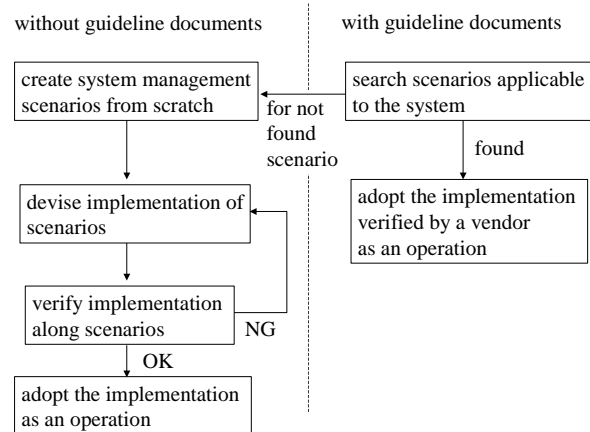 without guideline documents
with guideline documents
create system management
scenarios from scratch
search scenarios applicable
to the system
for not
found
scenario
found
devise implementation of
scenarios
adopt the implementation
verified by a vendor
as an operation
verify implementation
along scenarios
NG
OK
adopt the implementation
as an operation